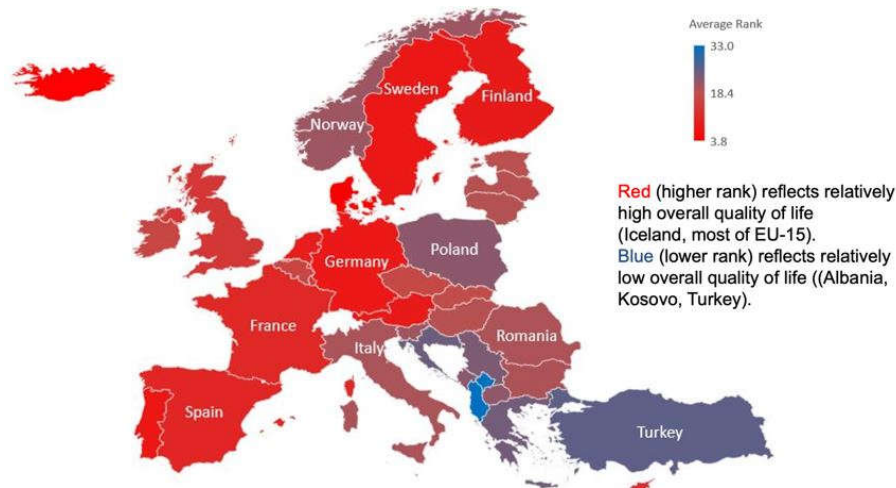 Average Rank
33.0
18.4
3.8
Sweden
Finland
Norway
Red (higher rank) reflects relatively
high overall quality of life
(Iceland, most of EU-15).
Blue (lower rank) reflects relatively
low overall quality of life ((Albania,
Kosovo, Turkey).
Poland
Germany
France
Italy
Romania
Spain
Turkey